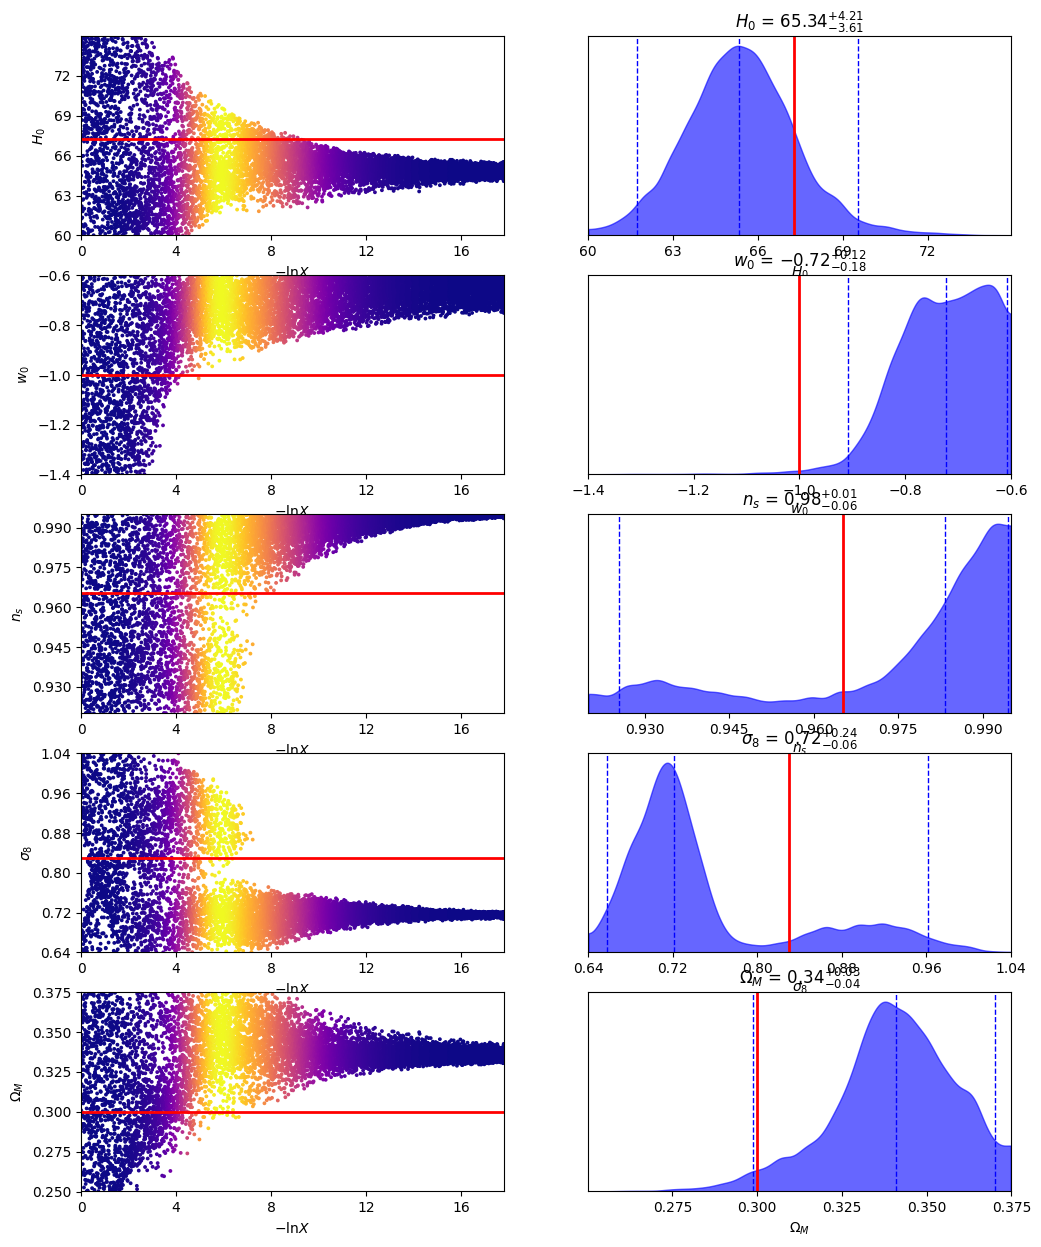 H₀ = 65.34 +4.21 −3.61
72
69
66
63
60
H₀
0 4 8 12 16
−lnX
60 63 66 69 72
H₀
w₀ = −0.72 +0.12 −0.18
−0.6
−0.8
−1.0
−1.2
−1.4
w₀
0 4 8 12 16
−lnX
−1.4 −1.2 −1.0 −0.8 −0.6
w₀
nₛ = 0.98 +0.01 −0.06
0.990
0.975
0.960
0.945
0.930
nₛ
0 4 8 12 16
−lnX
0.930 0.945 0.960 0.975 0.990
nₛ
σ₈ = 0.72 +0.24 −0.06
1.04
0.96
0.88
0.80
0.72
0.64
σ₈
0 4 8 12 16
−lnX
0.64 0.72 0.80 0.88 0.96 1.04
σ₈
Ω_M = 0.34 +0.03 −0.04
0.375
0.350
0.325
0.300
0.275
0.250
Ω_M
0 4 8 12 16
−lnX
0.275 0.300 0.325 0.350 0.375
Ω_M